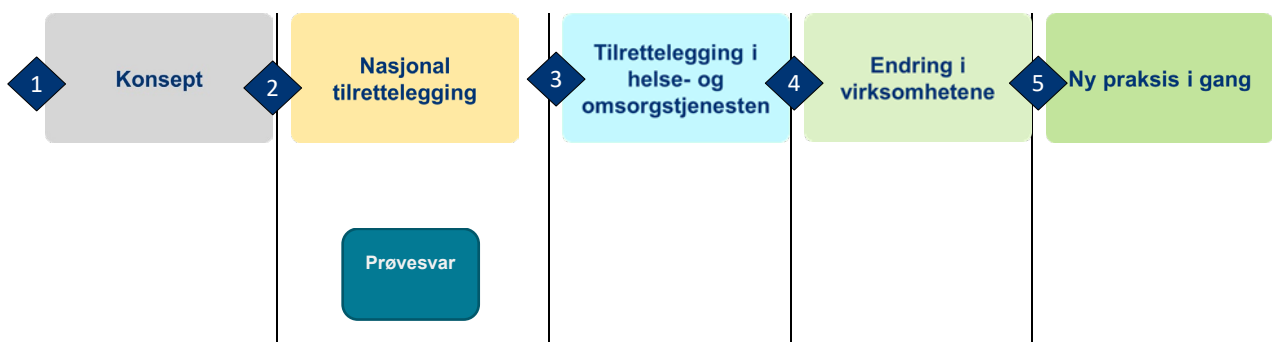 1
Konsept
2
Nasjonal
tilrettelegging
3
Tilrettelegging i
helse- og
omsorgstjenesten
4
Endring i
virksomhetene
5
Ny praksis i gang
Prøvesvar